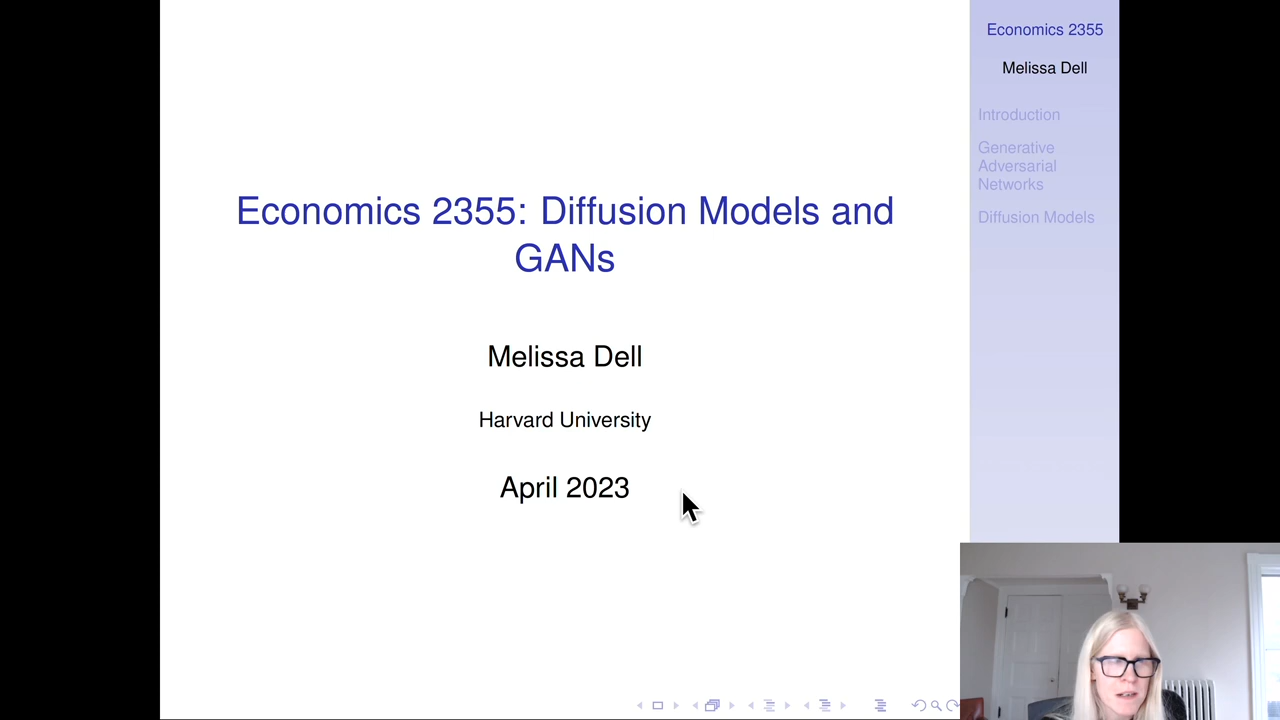 Economics 2355: Diffusion Models and
GANs
Melissa Dell
Harvard University
April 2023
Economics 2355
Melissa Dell
Introduction
Generative
Adversarial
Networks
Diffusion Models